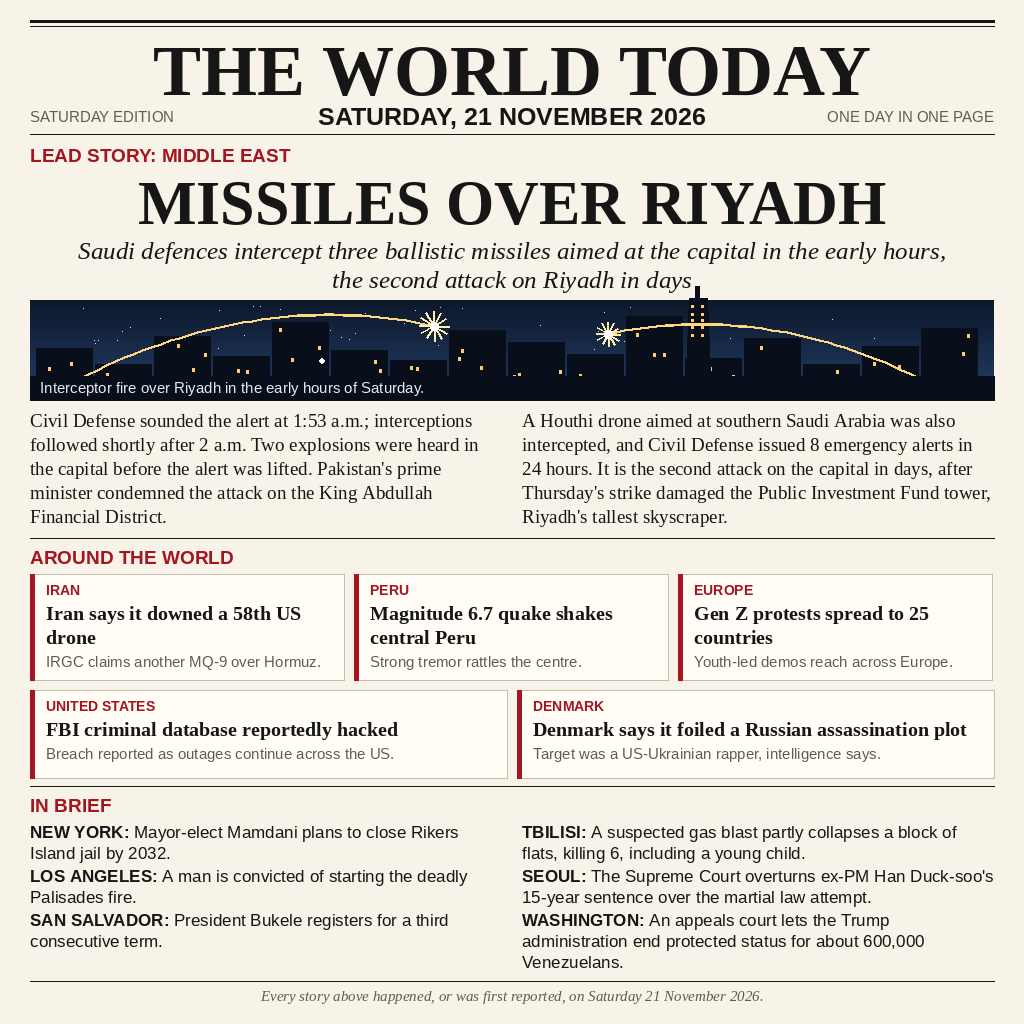 THE WORLD TODAY
SATURDAY EDITION
SATURDAY, 21 NOVEMBER 2026
ONE DAY IN ONE PAGE
LEAD STORY: MIDDLE EAST
MISSILES OVER RIYADH
Saudi defences intercept three ballistic missiles aimed at the capital in the early hours,
the second attack on Riyadh in days
Interceptor fire over Riyadh in the early hours of Saturday.
Civil Defense sounded the alert at 1:53 a.m.; interceptions
followed shortly after 2 a.m. Two explosions were heard in
the capital before the alert was lifted. Pakistan's prime
minister condemned the attack on the King Abdullah
Financial District.
A Houthi drone aimed at southern Saudi Arabia was also
intercepted, and Civil Defense issued 8 emergency alerts in
24 hours. It is the second attack on the capital in days, after
Thursday's strike damaged the Public Investment Fund tower,
Riyadh's tallest skyscraper.
AROUND THE WORLD
IRAN
Iran says it downed a 58th US
drone
IRGC claims another MQ-9 over Hormuz.
PERU
Magnitude 6.7 quake shakes
central Peru
Strong tremor rattles the centre.
EUROPE
Gen Z protests spread to 25
countries
Youth-led demos reach across Europe.
UNITED STATES
FBI criminal database reportedly hacked
Breach reported as outages continue across the US.
DENMARK
Denmark says it foiled a Russian assassination plot
Target was a US-Ukrainian rapper, intelligence says.
IN BRIEF
NEW YORK: Mayor-elect Mamdani plans to close Rikers
Island jail by 2032.
LOS ANGELES: A man is convicted of starting the deadly
Palisades fire.
SAN SALVADOR: President Bukele registers for a third
consecutive term.
TBILISI: A suspected gas blast partly collapses a block of
flats, killing 6, including a young child.
SEOUL: The Supreme Court overturns ex-PM Han Duck-soo's
15-year sentence over the martial law attempt.
WASHINGTON: An appeals court lets the Trump
administration end protected status for about 600,000
Venezuelans.
Every story above happened, or was first reported, on Saturday 21 November 2026.